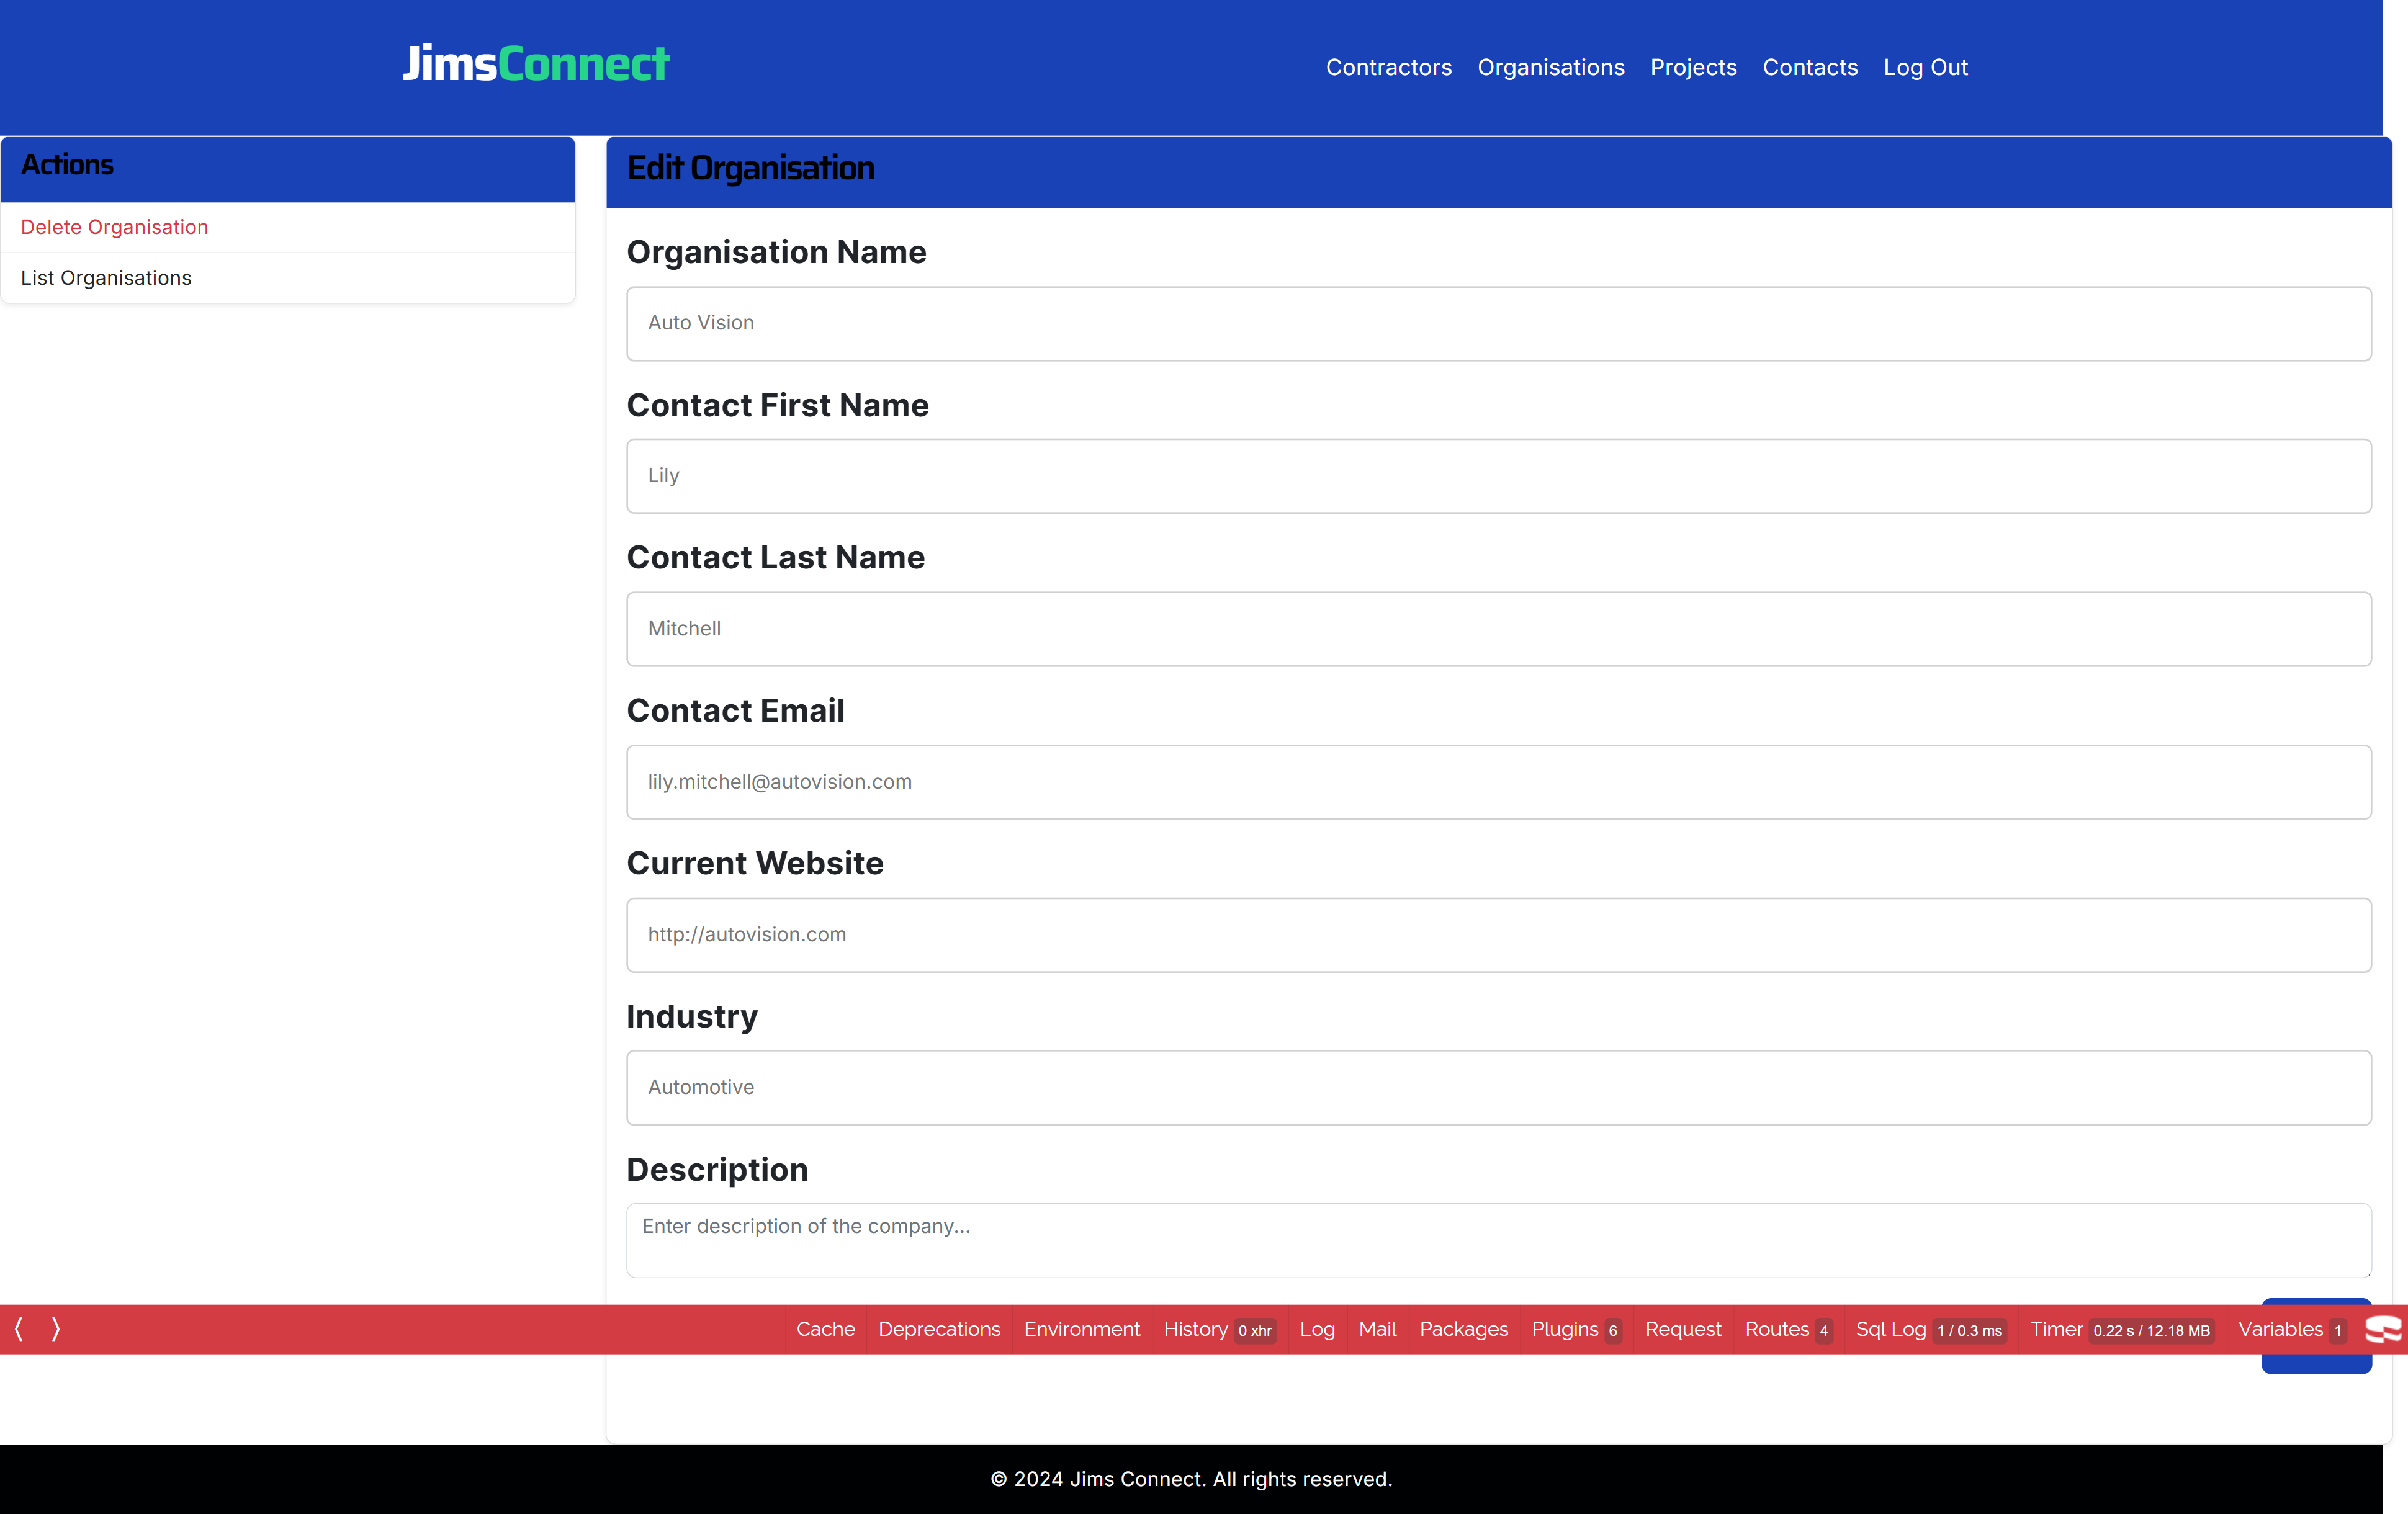 JimsConnect
Contractors Organisations Projects Contacts Log Out
Actions
Delete Organisation
List Organisations
Edit Organisation
Organisation Name
Auto Vision
Contact First Name
Lily
Contact Last Name
Mitchell
Contact Email
lily.mitchell@autovision.com
Current Website
http://autovision.com
Industry
Automotive
Description
Enter description of the company...
Cache Deprecations Environment History 0 xhr Log Mail Packages Plugins 6 Request Routes 4 Sql Log 1 / 0.3 ms Timer 0.22 s / 12.18 MB Variables 1
© 2024 Jims Connect. All rights reserved.